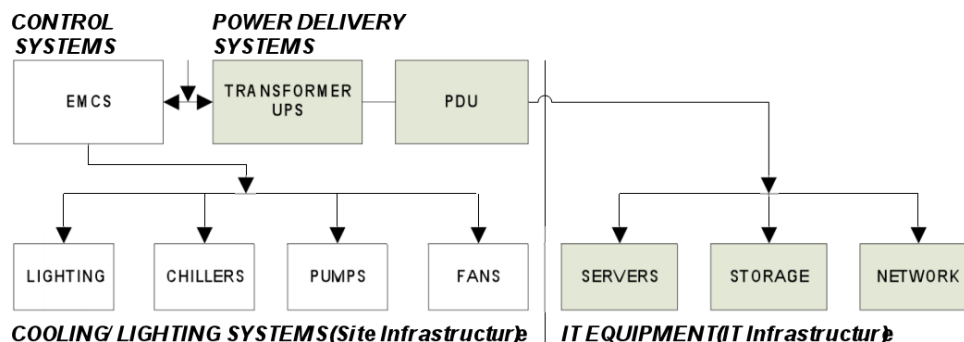 CONTROL SYSTEMS
POWER DELIVERY SYSTEMS
EMCS
TRANSFORMER UPS
PDU
LIGHTING
CHILLERS
PUMPS
FANS
SERVERS
STORAGE
NETWORK
COOLING/ LIGHTING SYSTEMS(Site Infrastructure
IT EQUIPMENT(IT Infrastructure